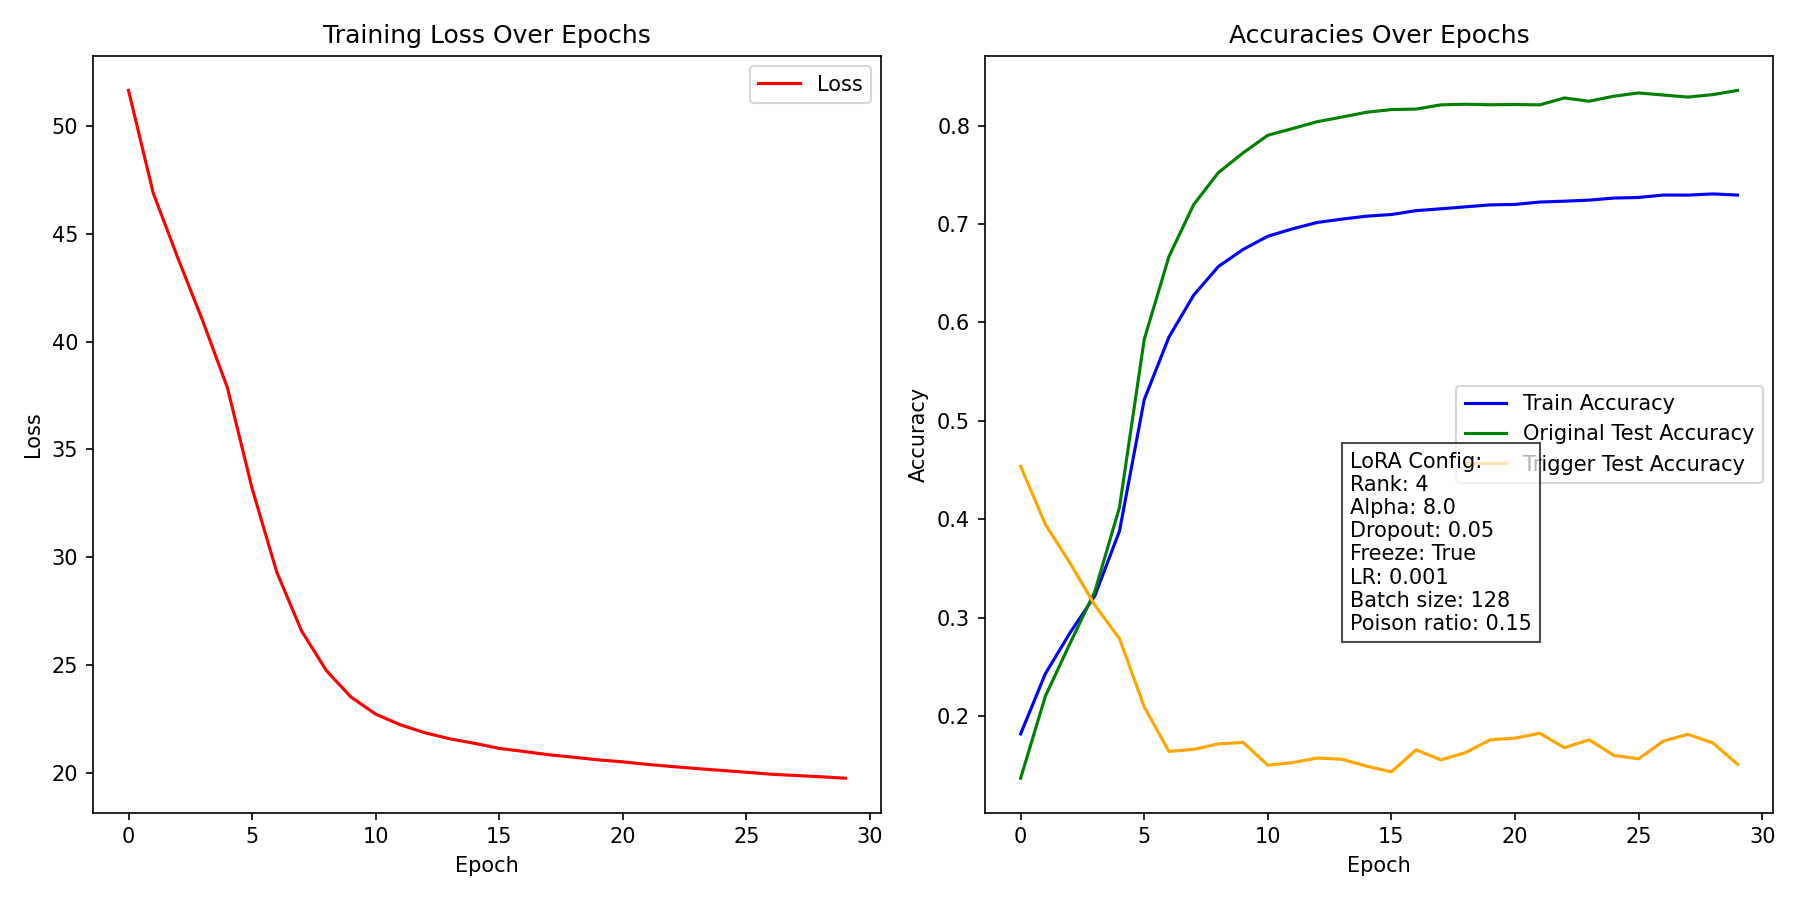 Training Loss Over Epochs
Loss
50
45
40
35
30
25
20
Loss
0 5 10 15 20 25 30
Epoch
Accuracies Over Epochs
0.8
0.7
0.6
0.5
0.4
0.3
0.2
Accuracy
Train Accuracy
Original Test Accuracy
Trigger Test Accuracy
LoRA Config:
Rank: 4
Alpha: 8.0
Dropout: 0.05
Freeze: True
LR: 0.001
Batch size: 128
Poison ratio: 0.15
0 5 10 15 20 25 30
Epoch